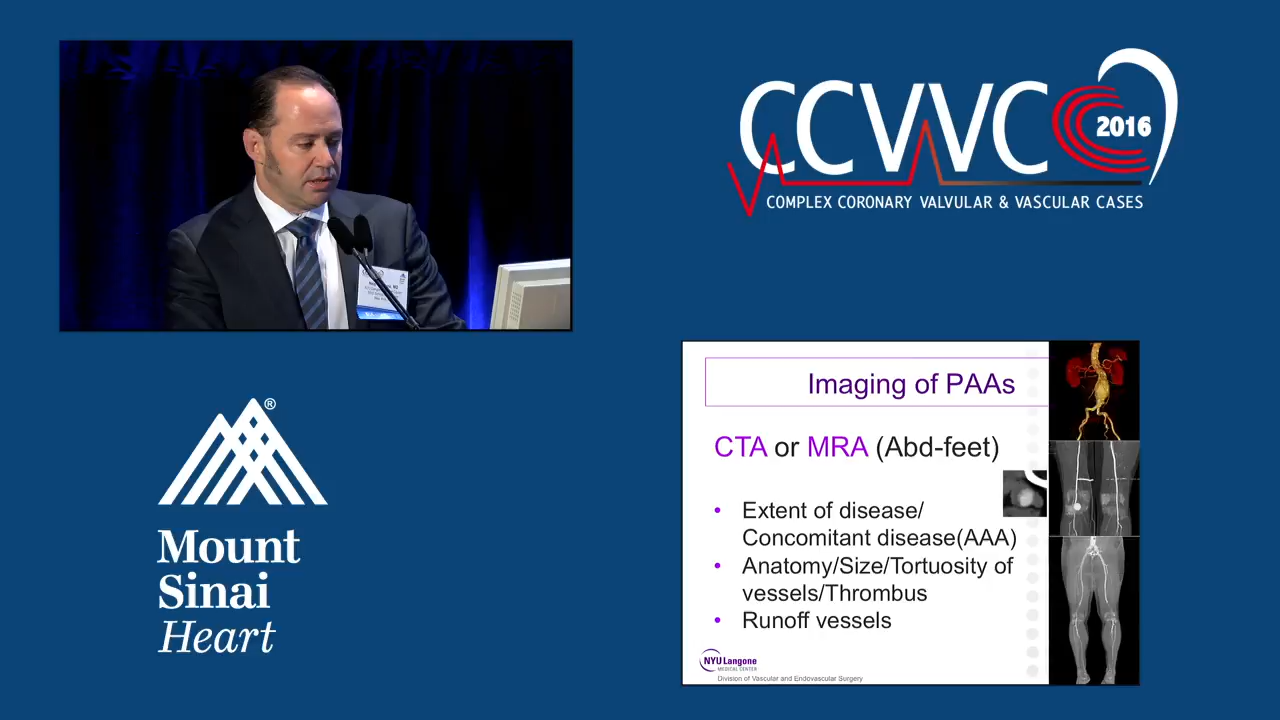 CCVVC
2016
COMPLEX CORONARY VALVULAR & VASCULAR CASES
Mount
Sinai
Heart
®
Imaging of PAAs
CTA or MRA (Abd-feet)
• Extent of disease/
Concomitant disease(AAA)
• Anatomy/Size/Tortuosity of
vessels/Thrombus
• Runoff vessels
NYU Langone
MEDICAL CENTER
Division of Vascular and Endovascular Surgery